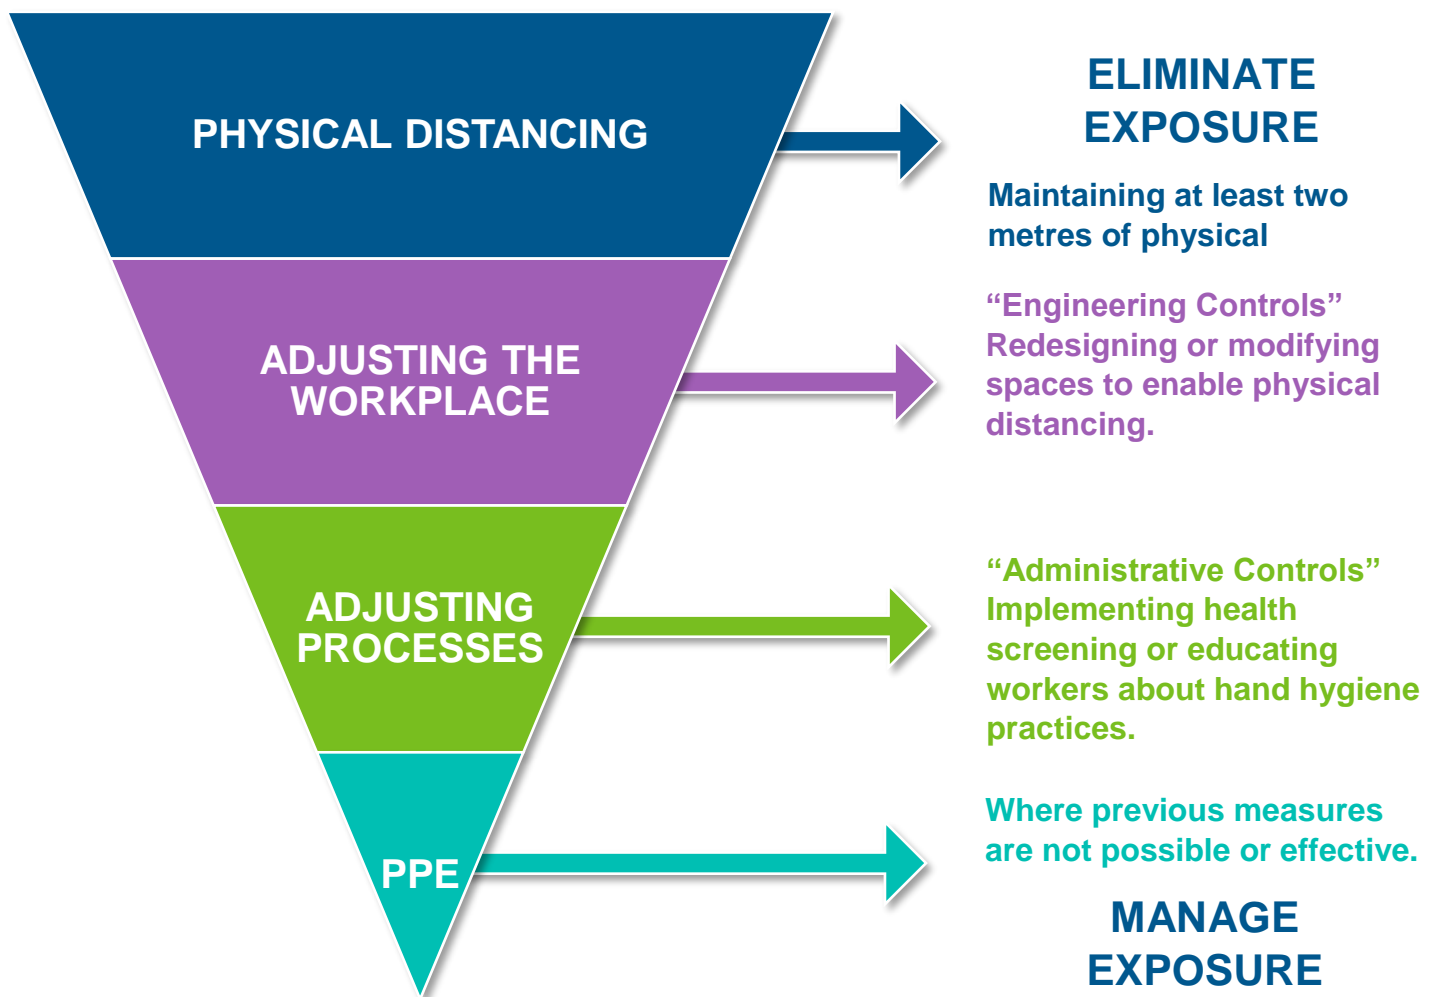 PHYSICAL DISTANCING
ELIMINATE
EXPOSURE
Maintaining at least two
metres of physical
ADJUSTING THE
WORKPLACE
“Engineering Controls”
Redesigning or modifying
spaces to enable physical
distancing.
ADJUSTING
PROCESSES
“Administrative Controls”
Implementing health
screening or educating
workers about hand hygiene
practices.
PPE
Where previous measures
are not possible or effective.
MANAGE
EXPOSURE